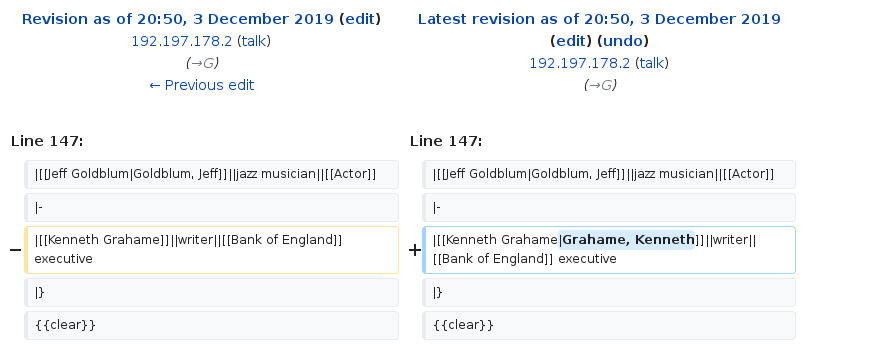 Revision as of 20:50, 3 December 2019 (edit)
192.197.178.2 (talk)
(→G)
← Previous edit
Latest revision as of 20:50, 3 December 2019
(edit) (undo)
192.197.178.2 (talk)
(→G)
Line 147:
Line 147:
|[[Jeff Goldblum|Goldblum, Jeff]]||jazz musician||[[Actor]]
|[[Jeff Goldblum|Goldblum, Jeff]]||jazz musician||[[Actor]]
|-
|-
− |[[Kenneth Grahame]]||writer||[[Bank of England]]
executive
+ |[[Kenneth Grahame|Grahame, Kenneth]]||writer||
[[Bank of England]] executive
|}
|}
{{clear}}
{{clear}}